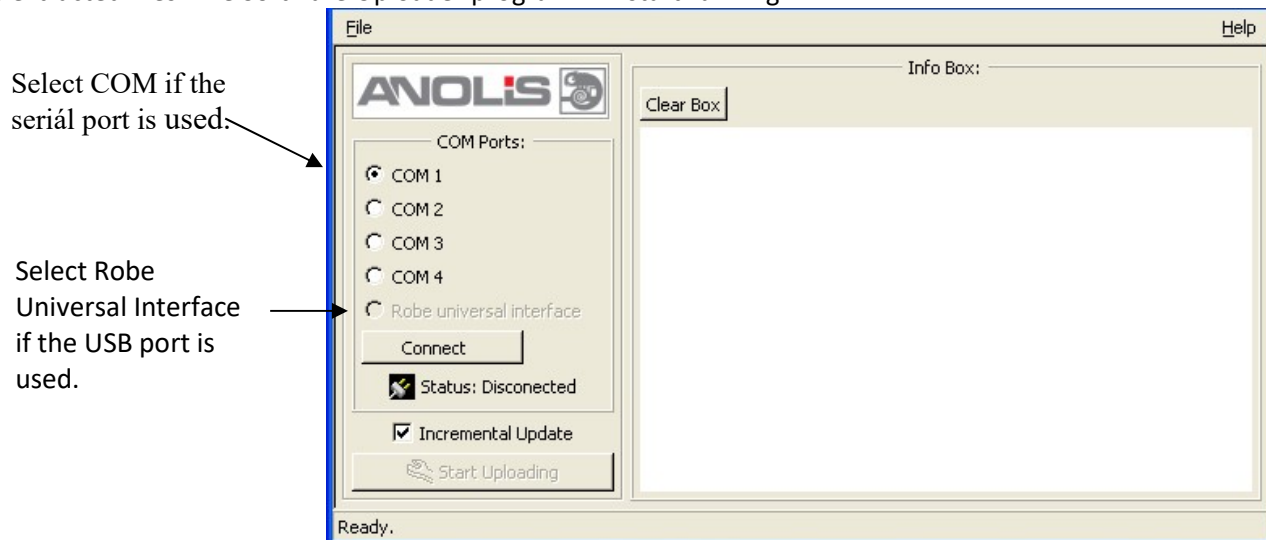 File Help
Select COM if the
seriál port is used.
ANOLiS
Info Box:
Clear Box
COM Ports:
COM 1
COM 2
COM 3
COM 4
Select Robe
Universal Interface
if the USB port is
used.
Robe universal interface
Connect
Status: Disconected
Incremental Update
Start Uploading
Ready.